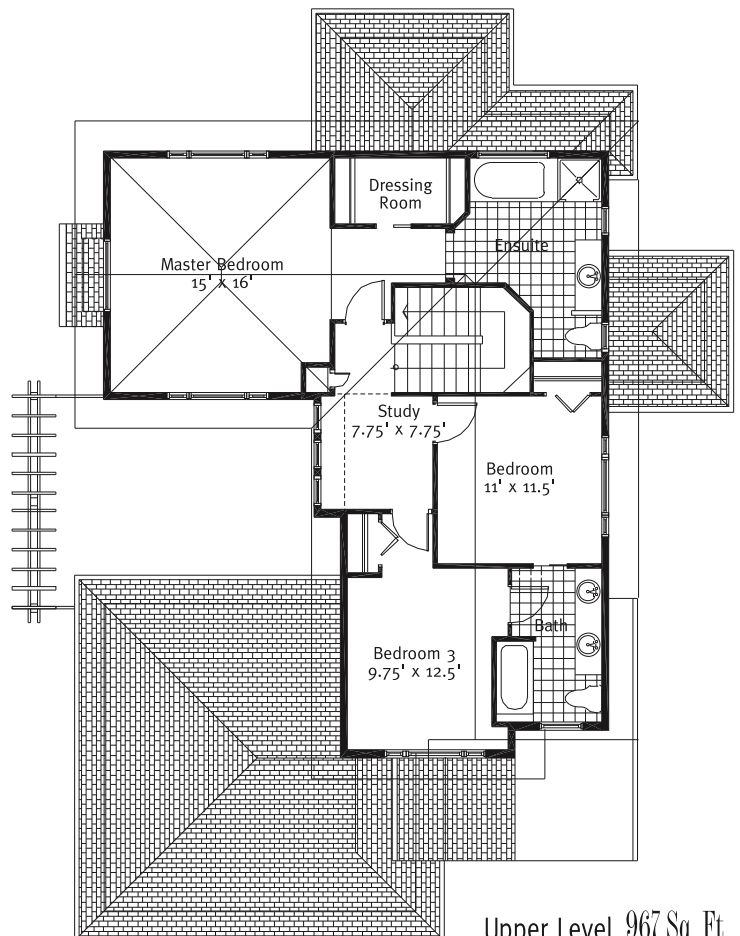 Dressing
Room
Ensuite
Master Bedroom
15' x 16'
Study
7.75' x 7.75'
Bedroom
11' x 11.5'
Bath
Bedroom 3
9.75' x 12.5'
Upper Level 967 Sq. Ft